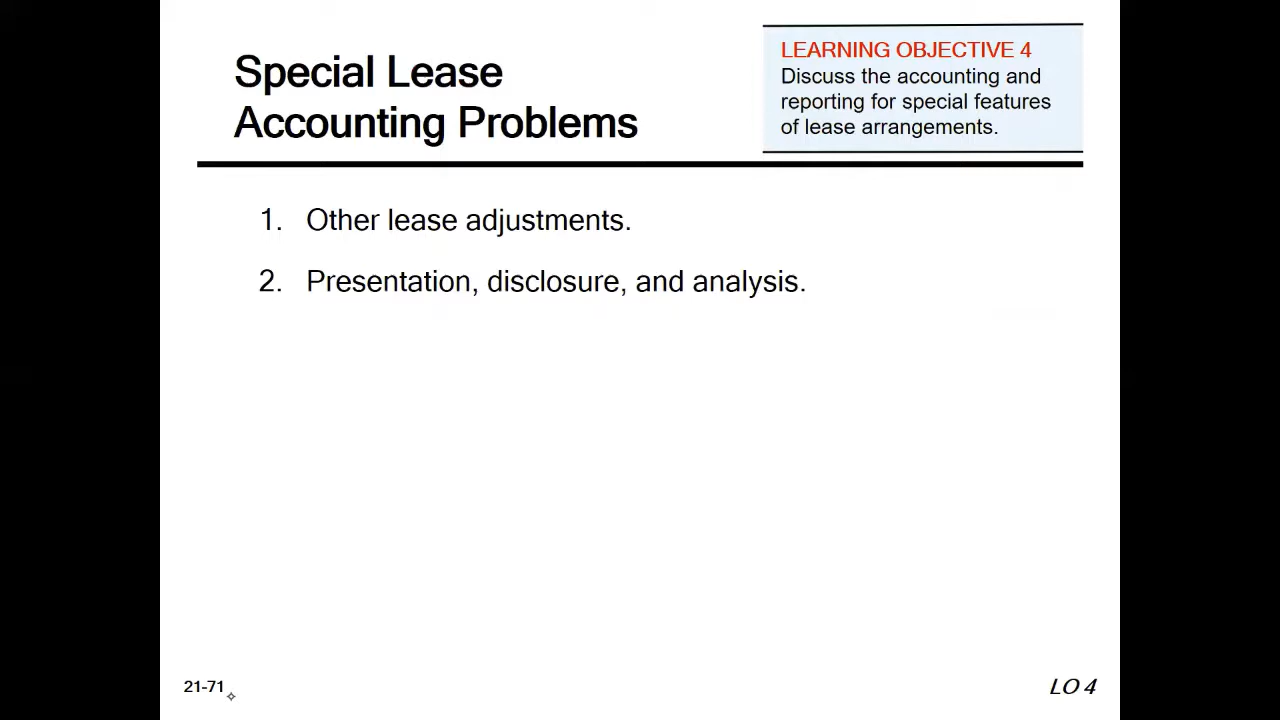 Special Lease
Accounting Problems
LEARNING OBJECTIVE 4
Discuss the accounting and
reporting for special features
of lease arrangements.
1. Other lease adjustments.
2. Presentation, disclosure, and analysis.
21-71
LO 4